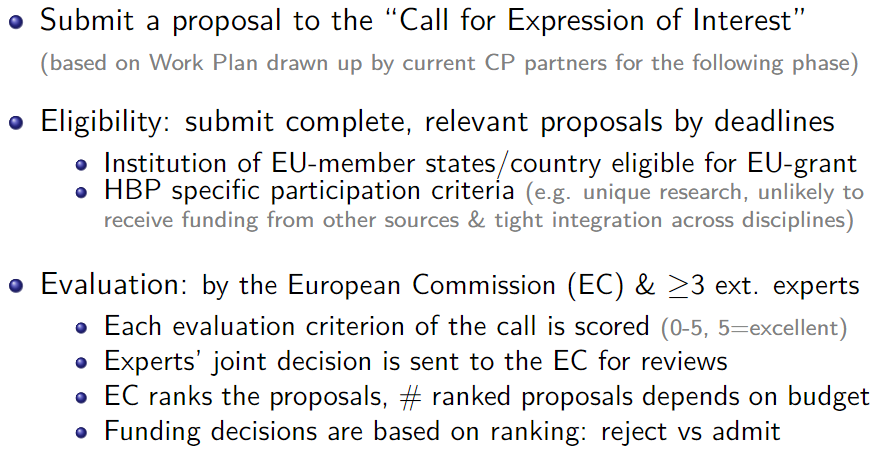 Submit a proposal to the “Call for Expression of Interest”
(based on Work Plan drawn up by current CP partners for the following phase)
Eligibility: submit complete, relevant proposals by deadlines
Institution of EU-member states/country eligible for EU-grant
HBP specific participation criteria (e.g. unique research, unlikely to
receive funding from other sources & tight integration across disciplines)
Evaluation: by the European Commission (EC) & ≥3 ext. experts
Each evaluation criterion of the call is scored (0-5, 5=excellent)
Experts’ joint decision is sent to the EC for reviews
EC ranks the proposals, # ranked proposals depends on budget
Funding decisions are based on ranking: reject vs admit